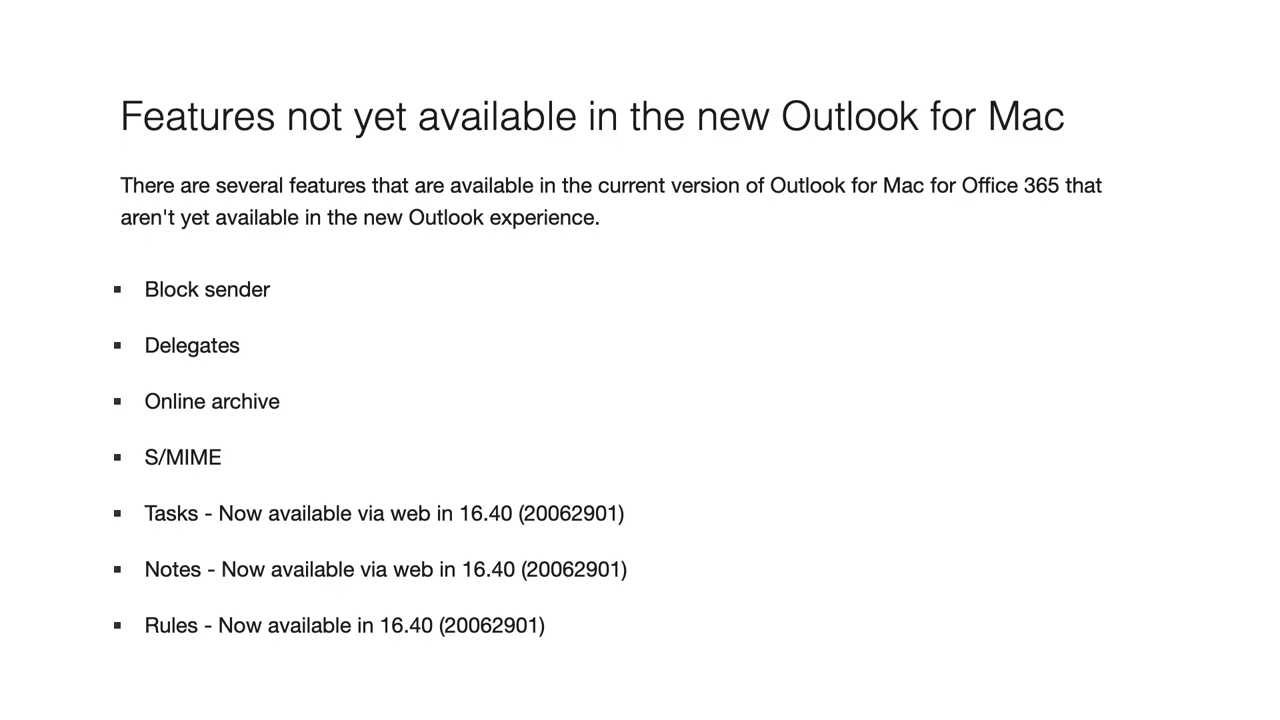 Features not yet available in the new Outlook for Mac
There are several features that are available in the current version of Outlook for Mac for Office 365 that
aren't yet available in the new Outlook experience.
▪ Block sender
▪ Delegates
▪ Online archive
▪ S/MIME
▪ Tasks - Now available via web in 16.40 (20062901)
▪ Notes - Now available via web in 16.40 (20062901)
▪ Rules - Now available in 16.40 (20062901)